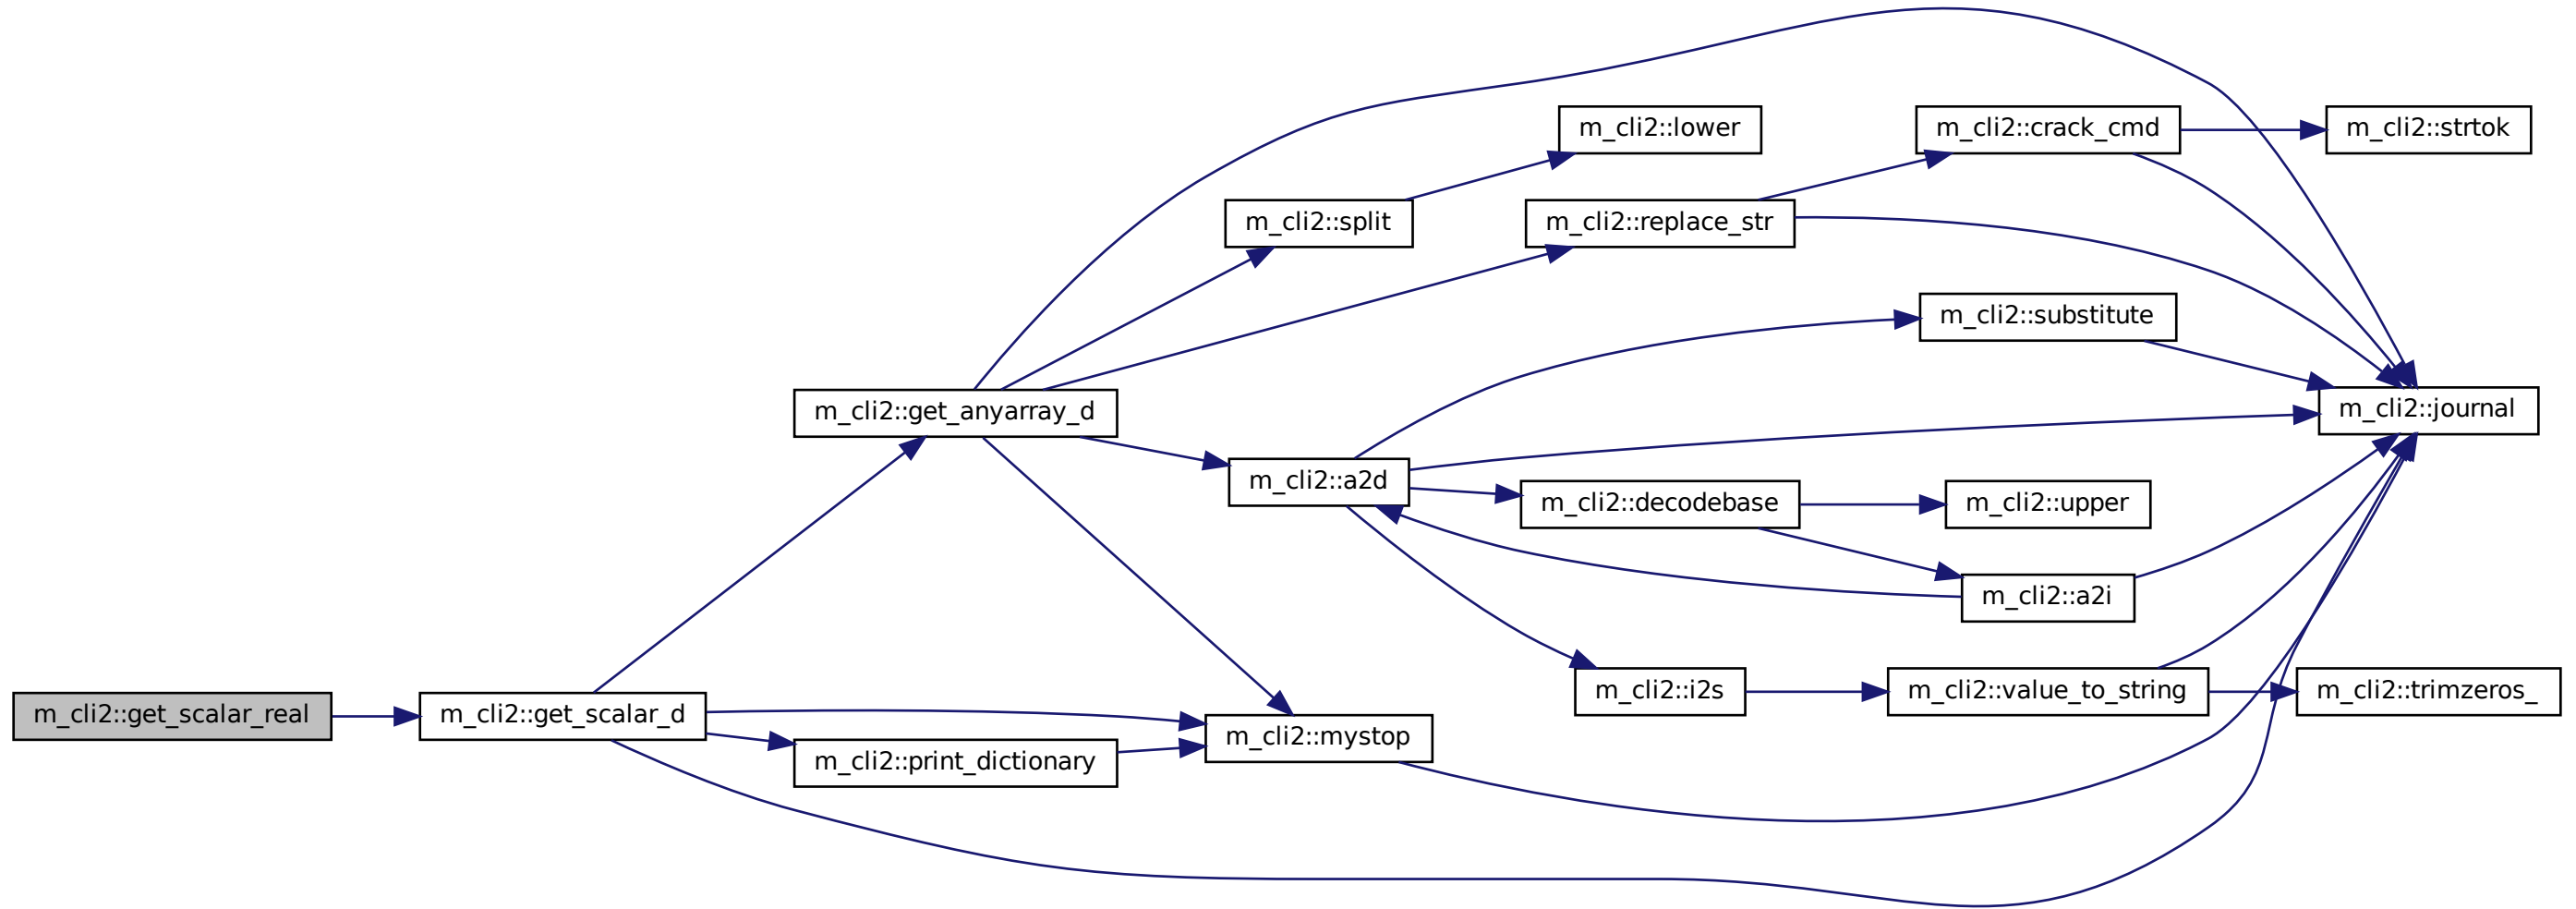 m_cli2::lower
m_cli2::crack_cmd
m_cli2::strtok
m_cli2::split
m_cli2::replace_str
m_cli2::substitute
m_cli2::get_anyarray_d
m_cli2::journal
m_cli2::a2d
m_cli2::decodebase
m_cli2::upper
m_cli2::a2i
m_cli2::i2s
m_cli2::value_to_string
m_cli2::trimzeros_
m_cli2::get_scalar_real
m_cli2::get_scalar_d
m_cli2::mystop
m_cli2::print_dictionary